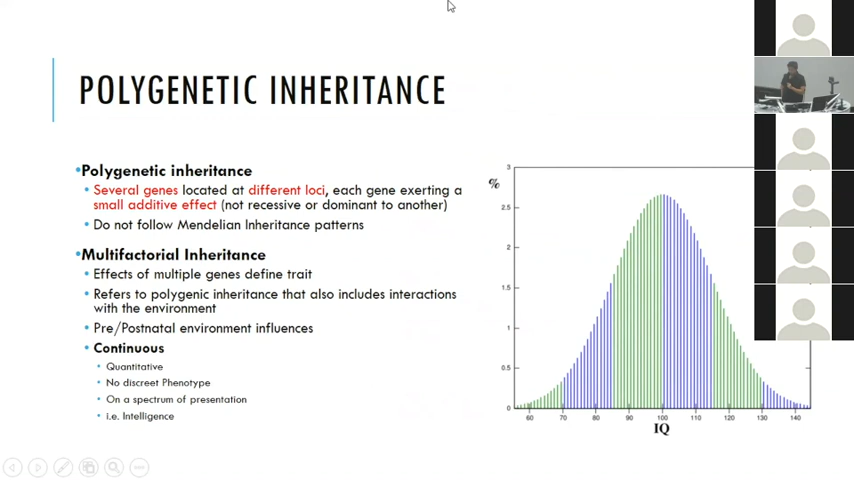 POLYGENETIC INHERITANCE
•Polygenetic inheritance
• Several genes located at different loci, each gene exerting a
small additive effect (not recessive or dominant to another)
• Do not follow Mendelian Inheritance patterns
•Multifactorial Inheritance
• Effects of multiple genes define trait
• Refers to polygenic inheritance that also includes interactions
with the environment
• Pre/Postnatal environment influences
• Continuous
• Quantitative
• No discreet Phenotype
• On a spectrum of presentation
• i.e. Intelligence
%
3
2.5
2
1.5
1
0.5
0
60 70 80 90 100 110 120 130 140
IQ